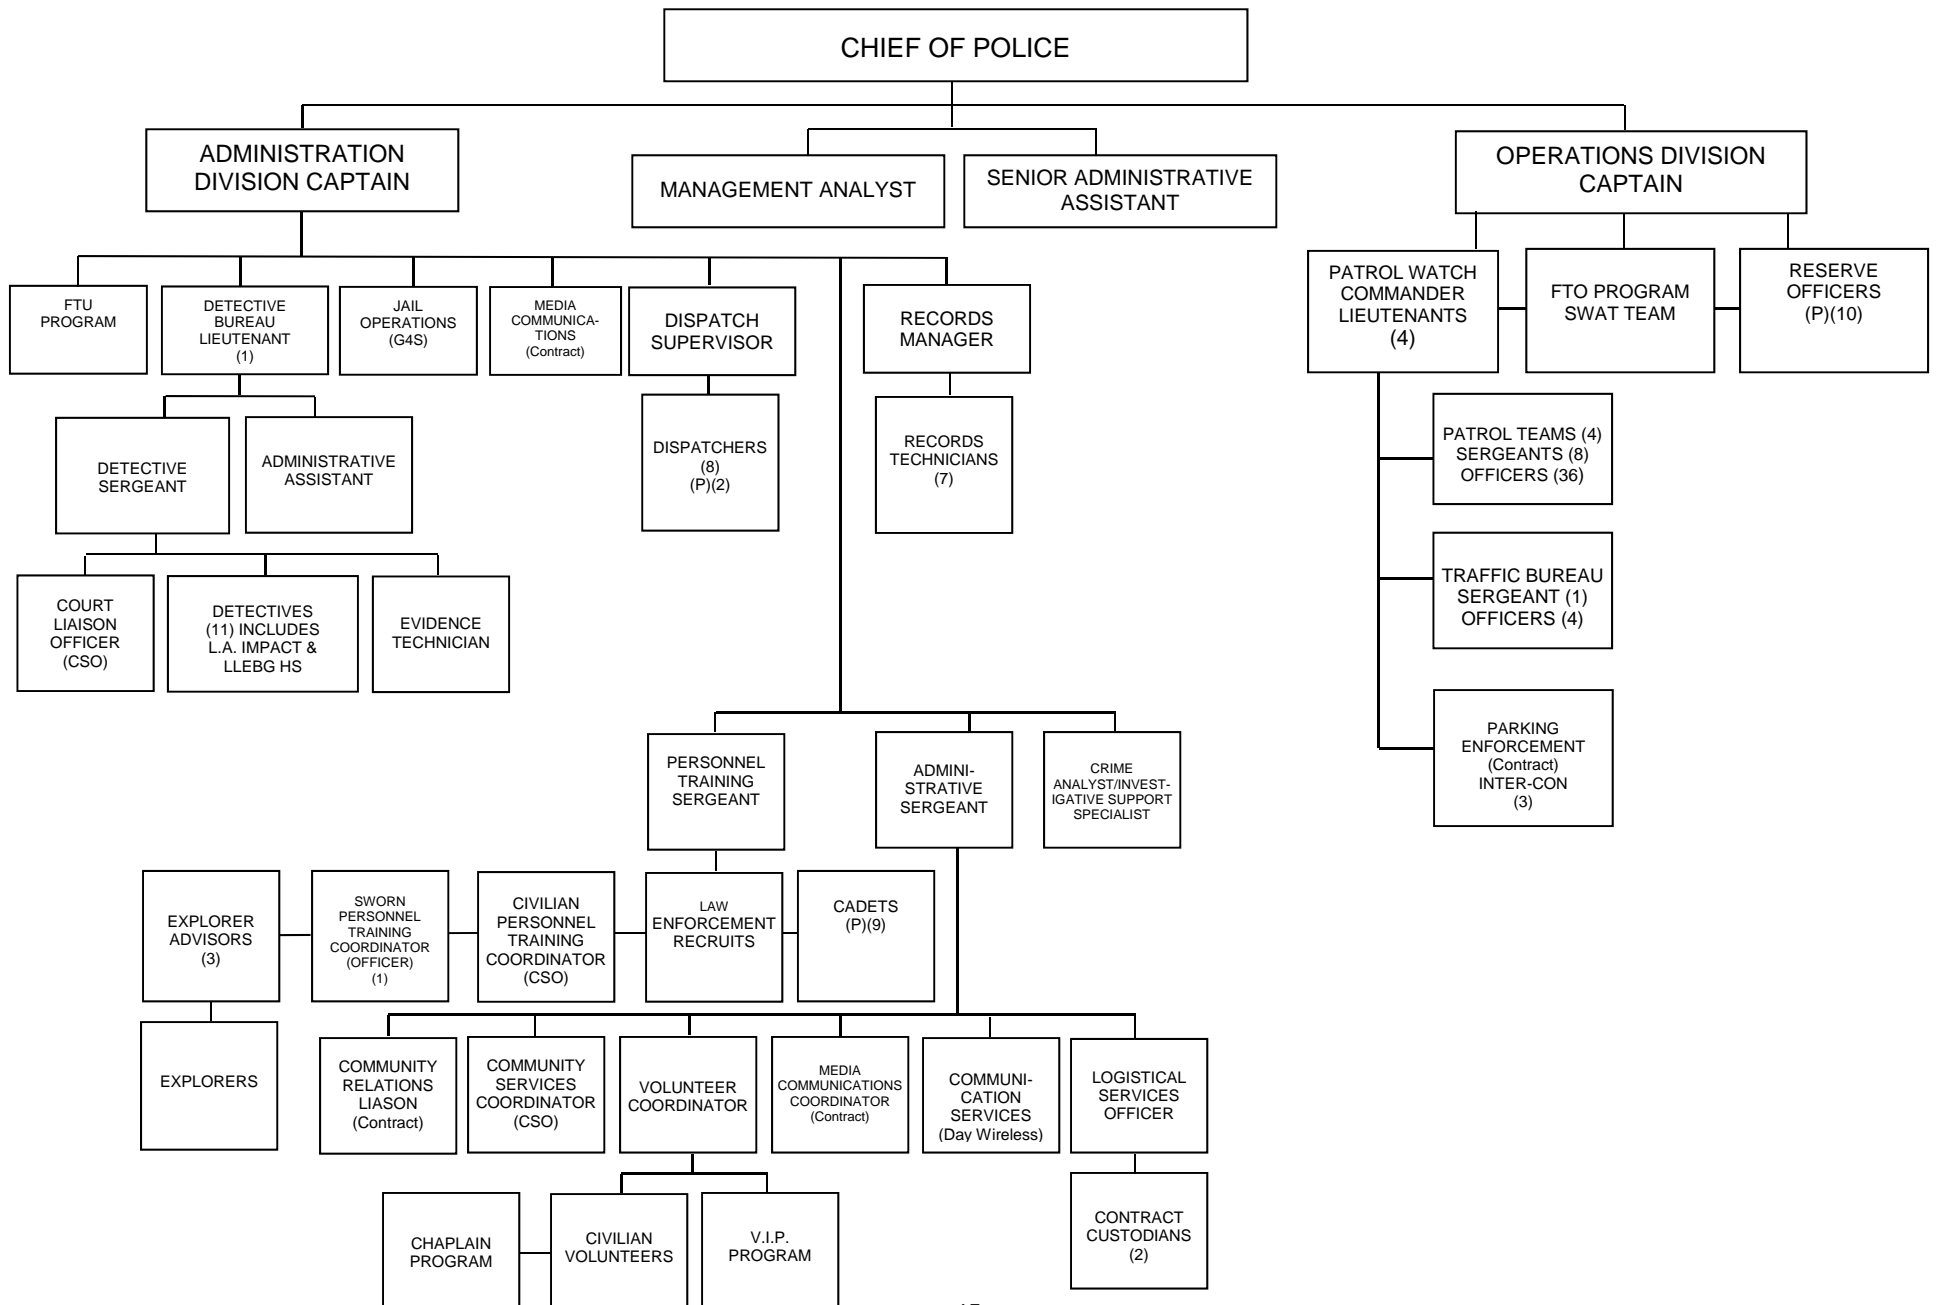 CHIEF OF POLICE
ADMINISTRATION
DIVISION CAPTAIN
MANAGEMENT ANALYST
SENIOR ADMINISTRATIVE
ASSISTANT
OPERATIONS DIVISION
CAPTAIN
FTU
PROGRAM
DETECTIVE
BUREAU
LIEUTENANT
(1)
JAIL
OPERATIONS
(G4S)
MEDIA
COMMUNICA-
TIONS
(Contract)
DISPATCH
SUPERVISOR
RECORDS
MANAGER
PATROL WATCH
COMMANDER
LIEUTENANTS
(4)
FTO PROGRAM
SWAT TEAM
RESERVE
OFFICERS
(P)(10)
DETECTIVE
SERGEANT
ADMINISTRATIVE
ASSISTANT
DISPATCHERS
(8)
(P)(2)
RECORDS
TECHNICIANS
(7)
PATROL TEAMS (4)
SERGEANTS (8)
OFFICERS (36)
COURT
LIAISON
OFFICER
(CSO)
DETECTIVES
(11) INCLUDES
L.A. IMPACT &
LLEBG HS
EVIDENCE
TECHNICIAN
TRAFFIC BUREAU
SERGEANT (1)
OFFICERS (4)
PARKING
ENFORCEMENT
(Contract)
INTER-CON
(3)
PERSONNEL
TRAINING
SERGEANT
ADMINI-
STRATIVE
SERGEANT
CRIME
ANALYST/INVEST-
IGATIVE SUPPORT
SPECIALIST
EXPLORER
ADVISORS
(3)
SWORN
PERSONNEL
TRAINING
COORDINATOR
(OFFICER)
(1)
CIVILIAN
PERSONNEL
TRAINING
COORDINATOR
(CSO)
LAW
ENFORCEMENT
RECRUITS
CADETS
(P)(9)
EXPLORERS
COMMUNITY
RELATIONS
LIASON
(Contract)
COMMUNITY
SERVICES
COORDINATOR
(CSO)
VOLUNTEER
COORDINATOR
MEDIA
COMMUNICATIONS
COORDINATOR
(Contract)
COMMUNI-
CATION
SERVICES
(Day Wireless)
LOGISTICAL
SERVICES
OFFICER
CHAPLAIN
PROGRAM
CIVILIAN
VOLUNTEERS
V.I.P.
PROGRAM
CONTRACT
CUSTODIANS
(2)